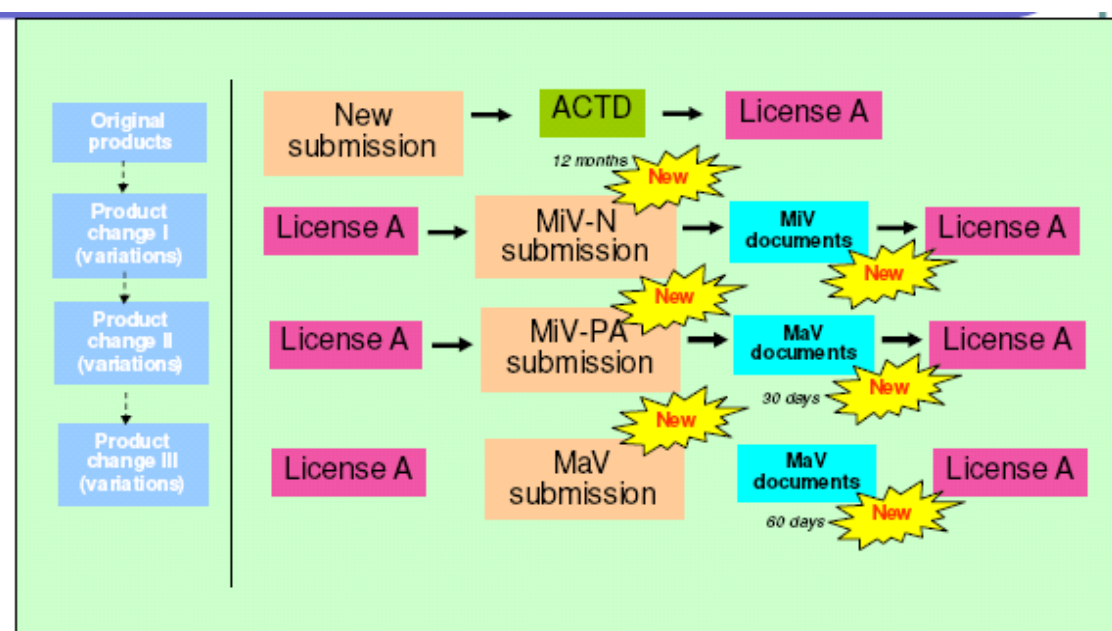 Original
products
Product
change I
(variations)
Product
change II
(variations)
Product
change III
(variations)
New
submission
ACTD
License A
12 months
New
License A
MiV-N
submission
MiV
documents
License A
New
New
License A
MiV-PA
submission
MaV
documents
License A
30 days
New
New
License A
MaV
submission
MaV
documents
License A
60 days
New